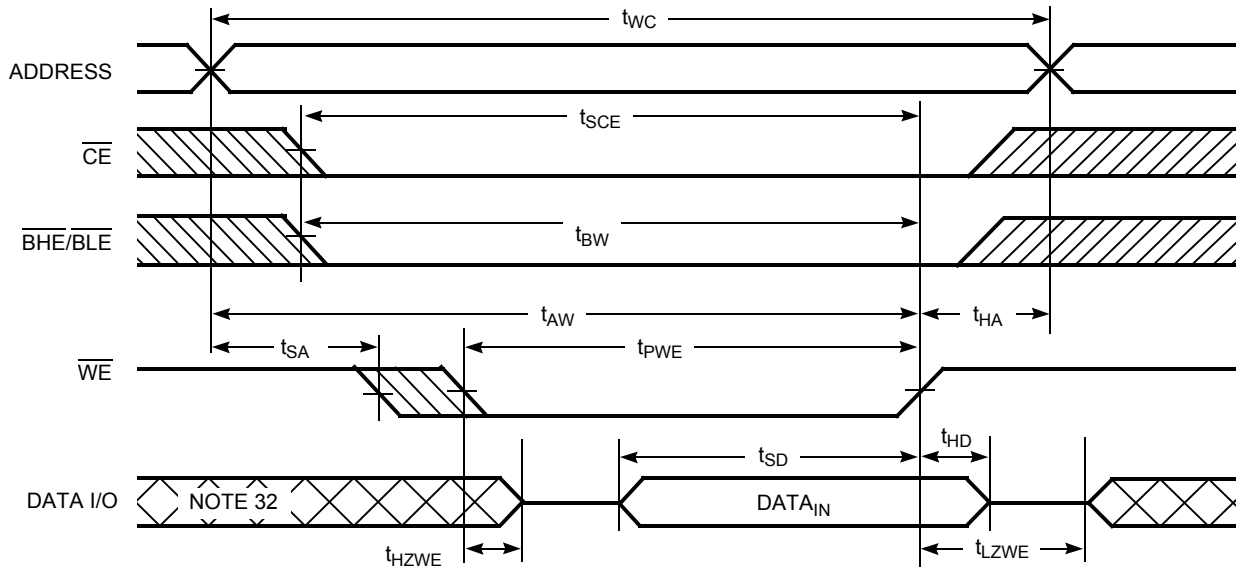 tWC
ADDRESS
tSCE
CE
BHE/BLE
tBW
tAW
tHA
tSA
tPWE
WE
tHD
tSD
DATA I/O
NOTE 32
DATAIN
tHZWE
tLZWE